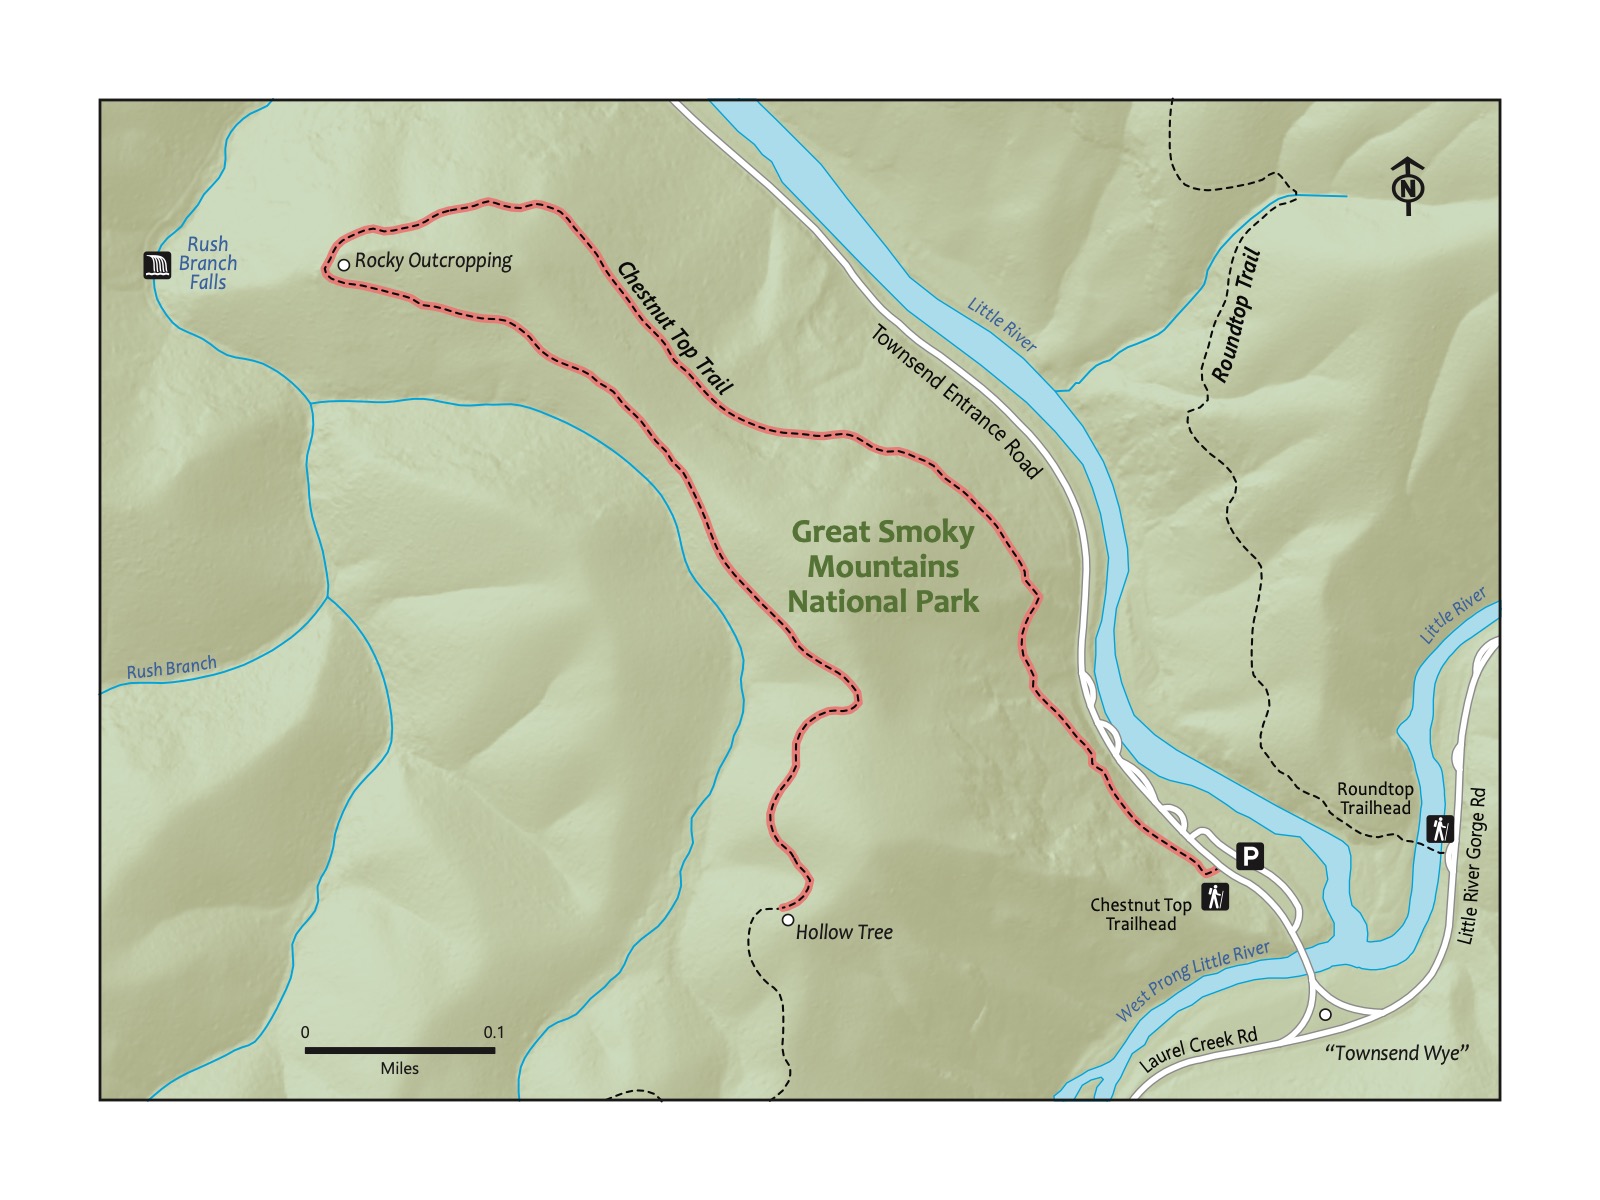 N
Rush
Branch
Falls
Rocky Outcropping
Chestnut Top Trail
Little River
Roundtop Trail
Townsend Entrance Road
Great Smoky
Mountains
National Park
Little River
Rush Branch
Roundtop
Trailhead
Little River Gorge Rd
P
Chestnut Top
Trailhead
Hollow Tree
West Prong Little River
Laurel Creek Rd
“Townsend Wye”
0 0.1
Miles